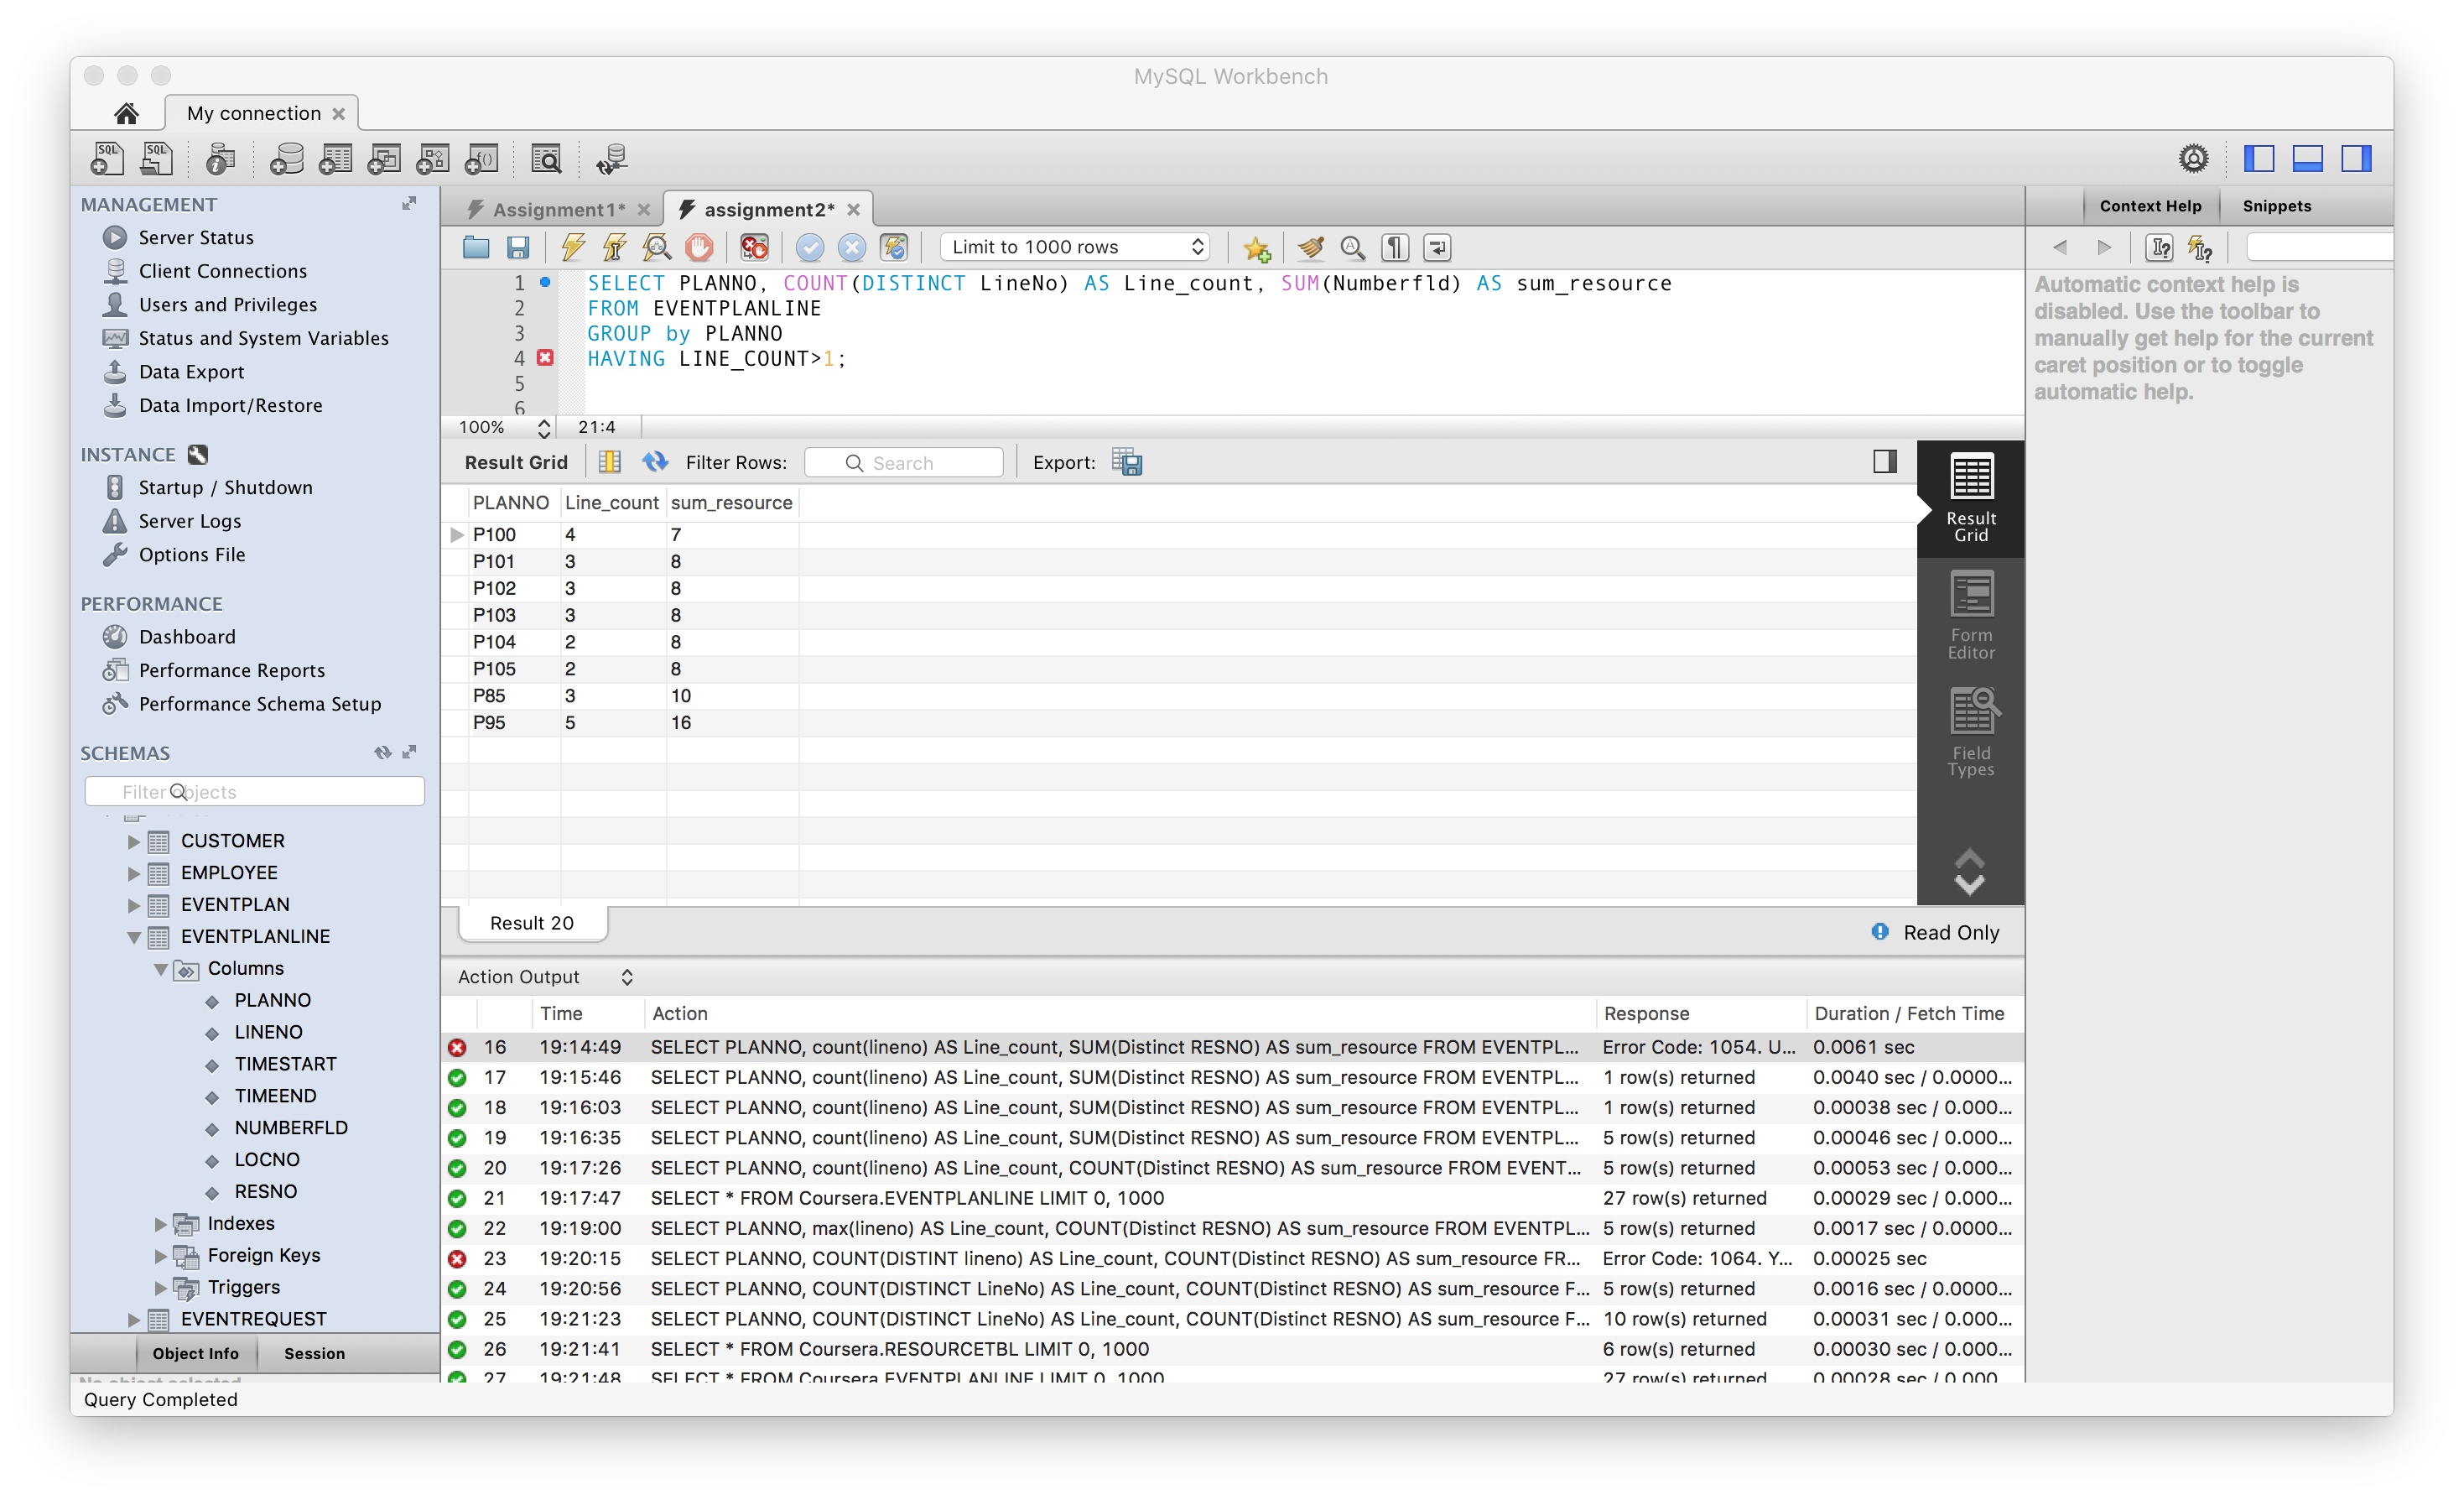 MySQL Workbench
My connection
MANAGEMENT
Server Status
Client Connections
Users and Privileges
Status and System Variables
Data Export
Data Import/Restore
INSTANCE
Startup / Shutdown
Server Logs
Options File
PERFORMANCE
Dashboard
Performance Reports
Performance Schema Setup
SCHEMAS
Filter objects
CUSTOMER
EMPLOYEE
EVENTPLAN
EVENTPLANLINE
Columns
PLANNO
LINENO
TIMESTART
TIMEEND
NUMBERFLD
LOCNO
RESNO
Indexes
Foreign Keys
Triggers
EVENTREQUEST
Object Info Session
Query Completed
Assignment1* assignment2*
Limit to 1000 rows
1 SELECT PLANNO, COUNT(DISTINCT LineNo) AS Line_count, SUM(Numberfld) AS sum_resource
2 FROM EVENTPLANLINE
3 GROUP by PLANNO
4 HAVING LINE_COUNT>1;
5
6
100% 21:4
Result Grid Filter Rows: Search Export:
PLANNO Line_count sum_resource
P100 4 7
P101 3 8
P102 3 8
P103 3 8
P104 2 8
P105 2 8
P85 3 10
P95 5 16
Result Grid
Form Editor
Field Types
Result 20
Read Only
Action Output
Time Action Response Duration / Fetch Time
16 19:14:49 SELECT PLANNO, count(lineno) AS Line_count, SUM(Distinct RESNO) AS sum_resource FROM EVENTPL... Error Code: 1054. U... 0.0061 sec
17 19:15:46 SELECT PLANNO, count(lineno) AS Line_count, SUM(Distinct RESNO) AS sum_resource FROM EVENTPL... 1 row(s) returned 0.0040 sec / 0.0000...
18 19:16:03 SELECT PLANNO, count(lineno) AS Line_count, SUM(Distinct RESNO) AS sum_resource FROM EVENTPL... 1 row(s) returned 0.00038 sec / 0.000...
19 19:16:35 SELECT PLANNO, count(lineno) AS Line_count, SUM(Distinct RESNO) AS sum_resource FROM EVENTPL... 5 row(s) returned 0.00046 sec / 0.000...
20 19:17:26 SELECT PLANNO, count(lineno) AS Line_count, COUNT(Distinct RESNO) AS sum_resource FROM EVENT... 5 row(s) returned 0.00053 sec / 0.000...
21 19:17:47 SELECT * FROM Coursera.EVENTPLANLINE LIMIT 0, 1000 27 row(s) returned 0.00029 sec / 0.000...
22 19:19:00 SELECT PLANNO, max(lineno) AS Line_count, COUNT(Distinct RESNO) AS sum_resource FROM EVENTPL... 5 row(s) returned 0.0017 sec / 0.0000...
23 19:20:15 SELECT PLANNO, COUNT(DISTINT lineno) AS Line_count, COUNT(Distinct RESNO) AS sum_resource FR... Error Code: 1064. Y... 0.00025 sec
24 19:20:56 SELECT PLANNO, COUNT(DISTINCT LineNo) AS Line_count, COUNT(Distinct RESNO) AS sum_resource F... 5 row(s) returned 0.0016 sec / 0.0000...
25 19:21:23 SELECT PLANNO, COUNT(DISTINCT LineNo) AS Line_count, COUNT(Distinct RESNO) AS sum_resource F... 10 row(s) returned 0.00031 sec / 0.000...
26 19:21:41 SELECT * FROM Coursera.RESOURCETBL LIMIT 0, 1000 6 row(s) returned 0.00030 sec / 0.000...
27 19:21:48 SELECT * FROM Coursera.EVENTPLANLINE LIMIT 0, 1000 27 row(s) returned 0.00028 sec / 0.000...
Context Help Snippets
Automatic context help is
disabled. Use the toolbar to
manually get help for the current
caret position or to toggle
automatic help.